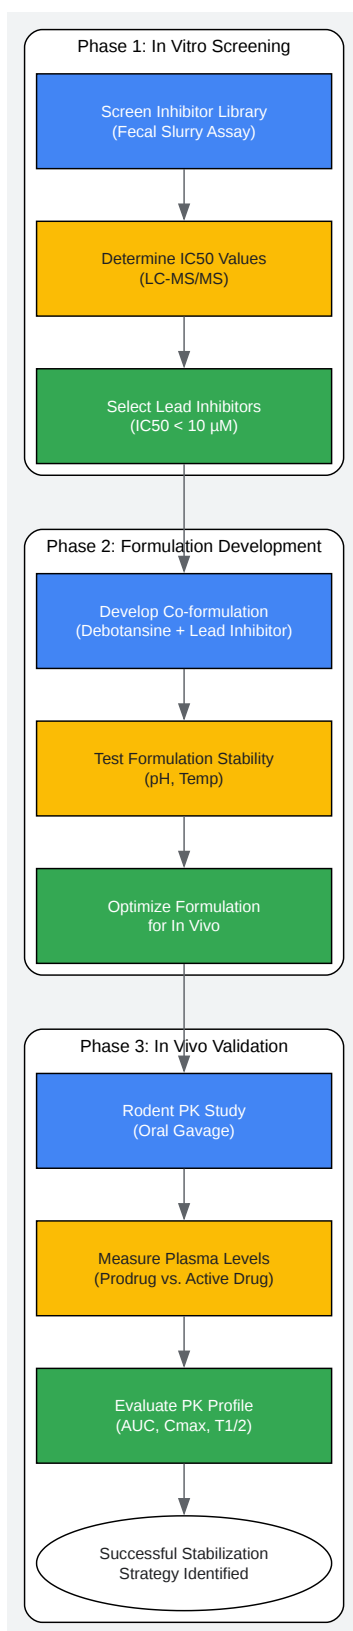 Phase 1: In Vitro Screening
Screen Inhibitor Library
(Fecal Slurry Assay)
Determine IC50 Values
(LC-MS/MS)
Select Lead Inhibitors
(IC50 < 10 µM)
Phase 2: Formulation Development
Develop Co-formulation
(Debotansine + Lead Inhibitor)
Test Formulation Stability
(pH, Temp)
Optimize Formulation
for In Vivo
Phase 3: In Vivo Validation
Rodent PK Study
(Oral Gavage)
Measure Plasma Levels
(Prodrug vs. Active Drug)
Evaluate PK Profile
(AUC, Cmax, T1/2)
Successful Stabilization
Strategy Identified